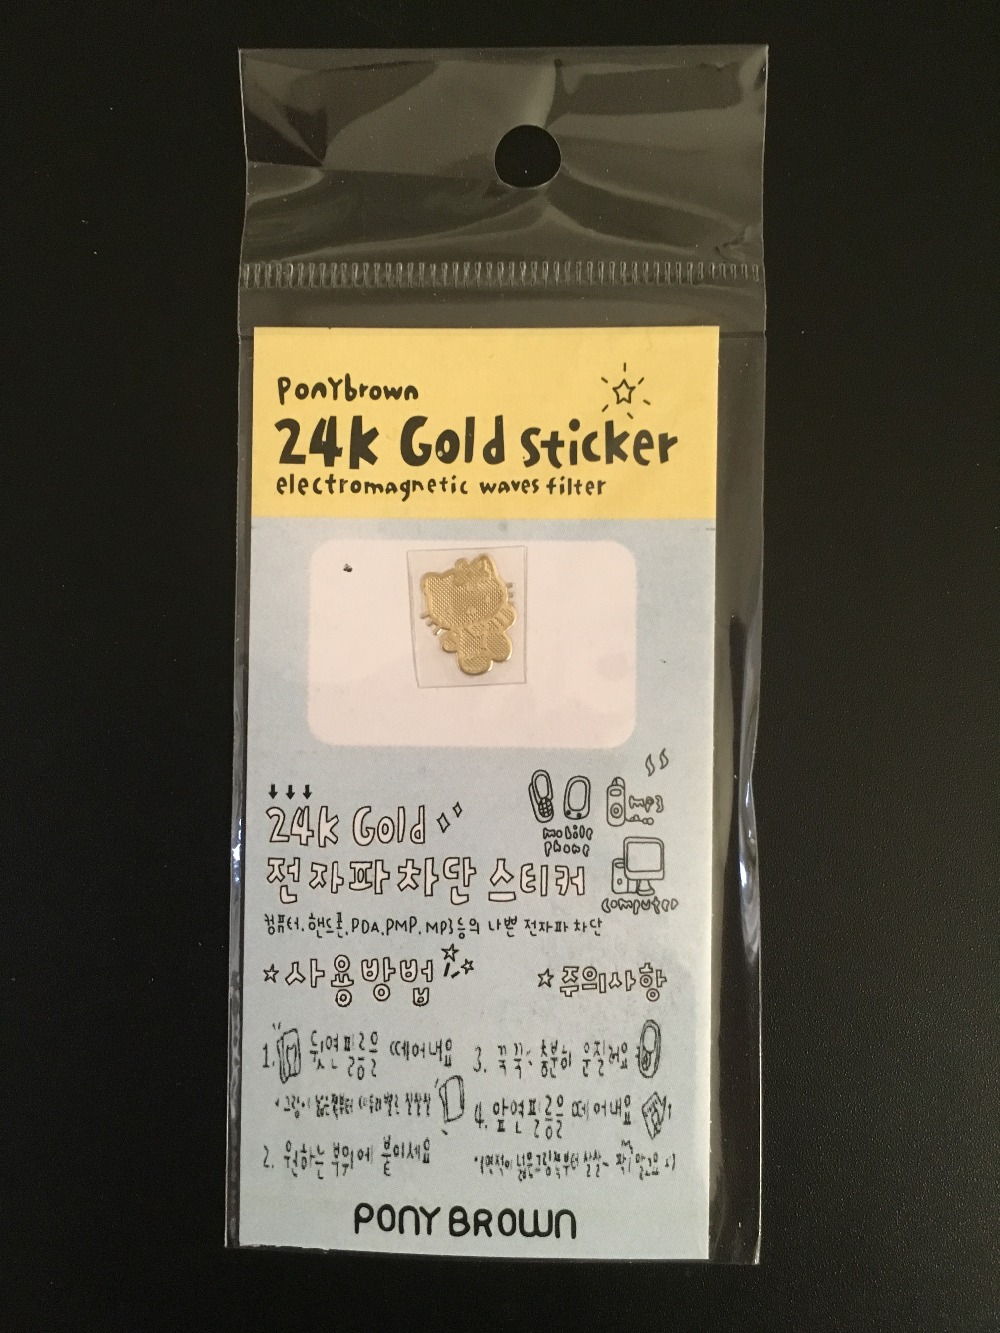 Ponybrown
24k Gold sticker
electromagnetic waves filter
24k Gold
전자파차단 스티커
mobile phone
mp3
computer
컴퓨터, 핸드폰, PDA, PMP, MP3등의 나쁜 전자파 차단
사용방법
주의사항
1. 뒷면필름을 떼어내요
2. 원하는 부위에 붙이세요
3. 꾹꾹~ 충분히 문질러요
4. 앞면필름을 떼어내요
PONY BROWN